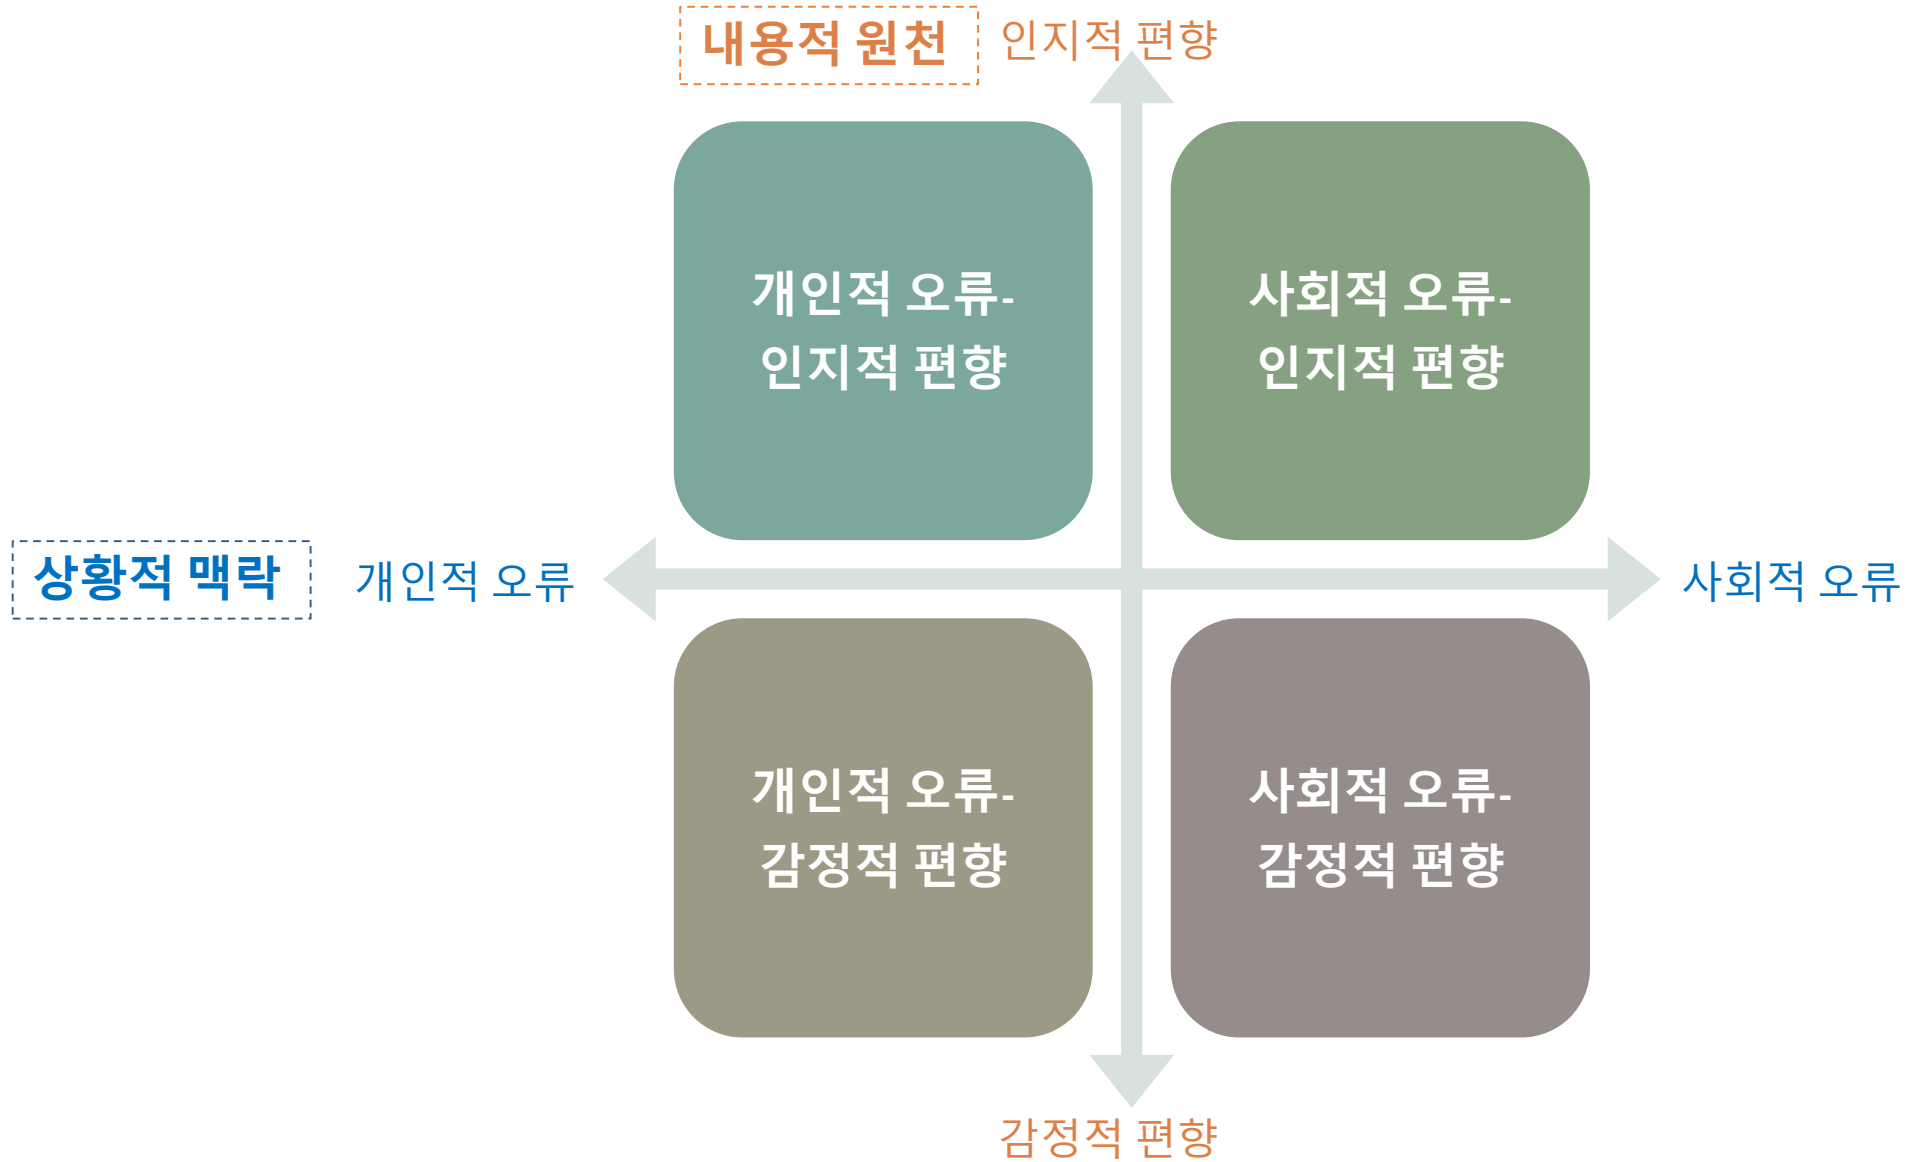 내용적 원천
인지적 편향
개인적 오류-
인지적 편향
사회적 오류-
인지적 편향
상황적 맥락
개인적 오류
사회적 오류
개인적 오류-
감정적 편향
사회적 오류-
감정적 편향
감정적 편향